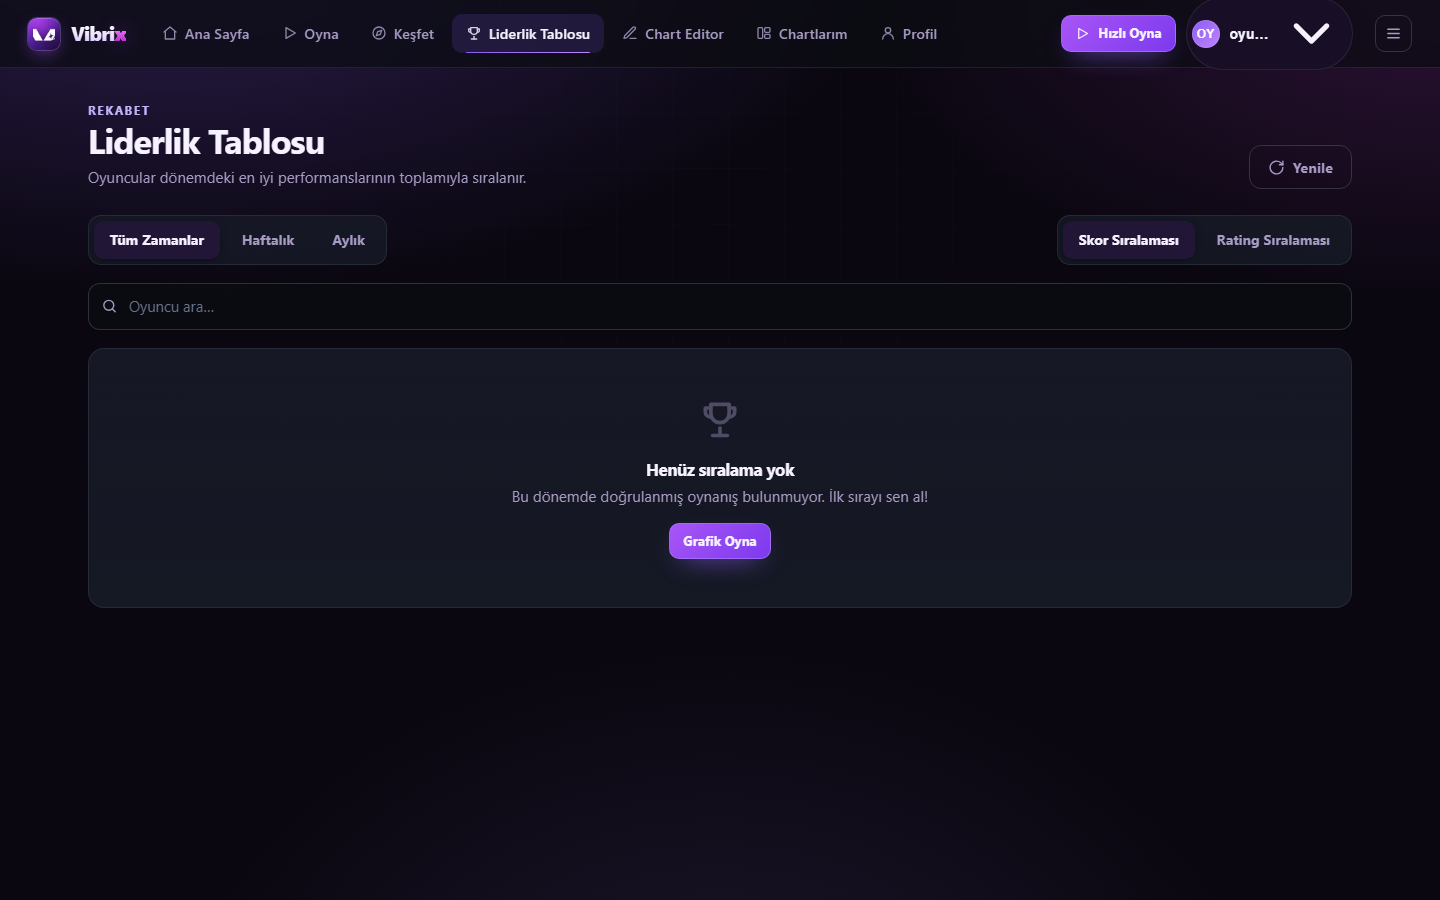 Vibrix
Ana Sayfa
Oyna
Keşfet
Liderlik Tablosu
Chart Editor
Chartlarım
Profil
Hızlı Oyna
OY
oyu...
REKABET
Liderlik Tablosu
Oyuncular dönemdeki en iyi performanslarının toplamıyla sıralanır.
Yenile
Tüm Zamanlar
Haftalık
Aylık
Skor Sıralaması
Rating Sıralaması
Oyuncu ara...
Henüz sıralama yok
Bu dönemde doğrulanmış oynanış bulunmuyor. İlk sırayı sen al!
Grafik Oyna